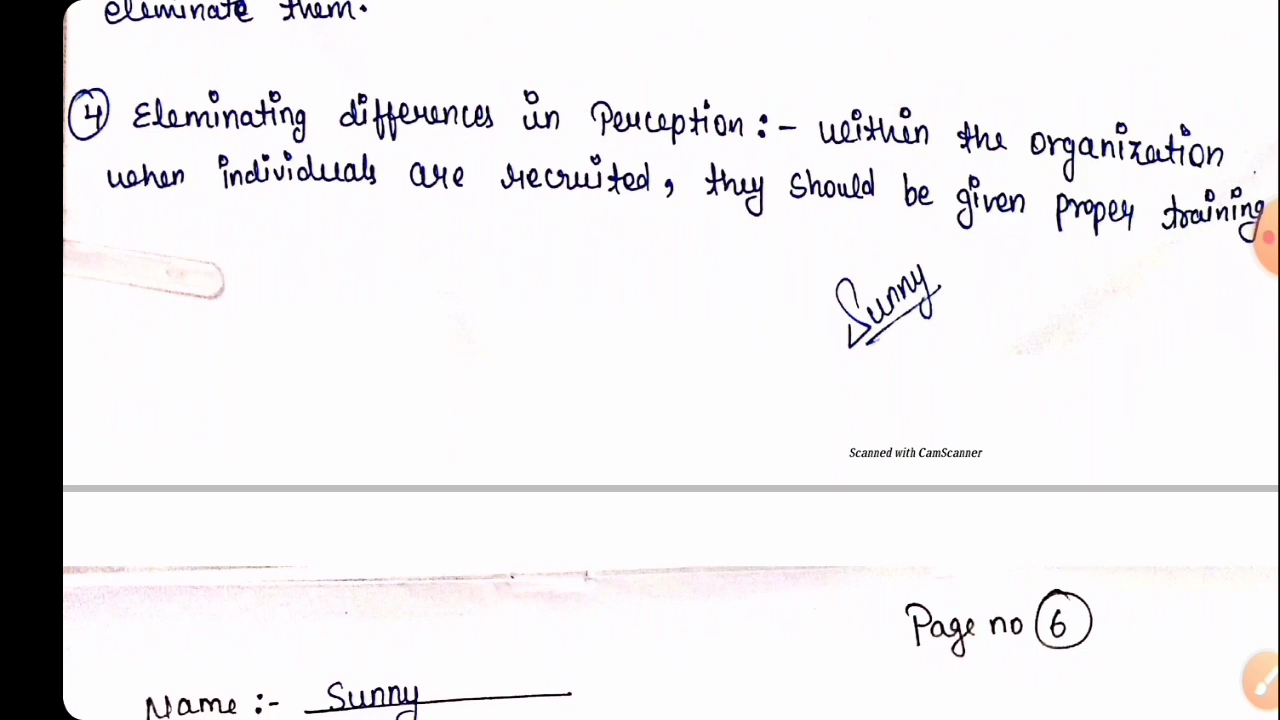 eleminate them.
④ Eleminating differences in Perception :- within the organization
when individuals are recruited, they should be given proper training
Sunny
Scanned with CamScanner
Page no ⑥
Name :- Sunny